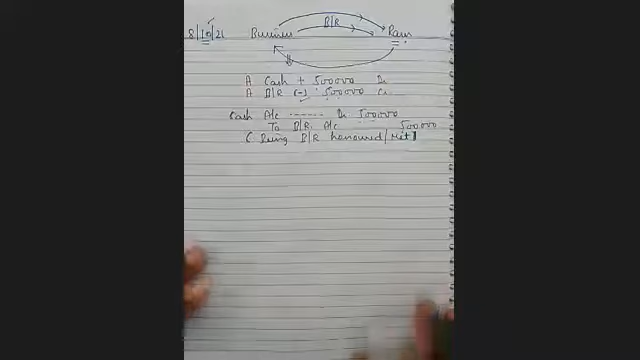 8/10/21 Business B/R Ram
A Cash + 500000 Dr
A B/R (-) 500000 Cr.
Cash A/c ------- Dr 500000
To B/R A/c 500000
( Being B/R honoured/Met)